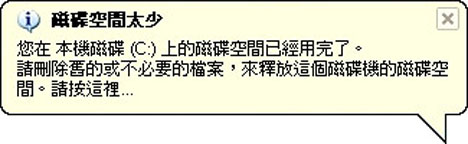 磁碟空間太少
您在 本機磁碟 (C:) 上的磁碟空間已經用完了。
請刪除舊的或不必要的檔案，來釋放這個磁碟機的磁碟空
間。請按這裡...